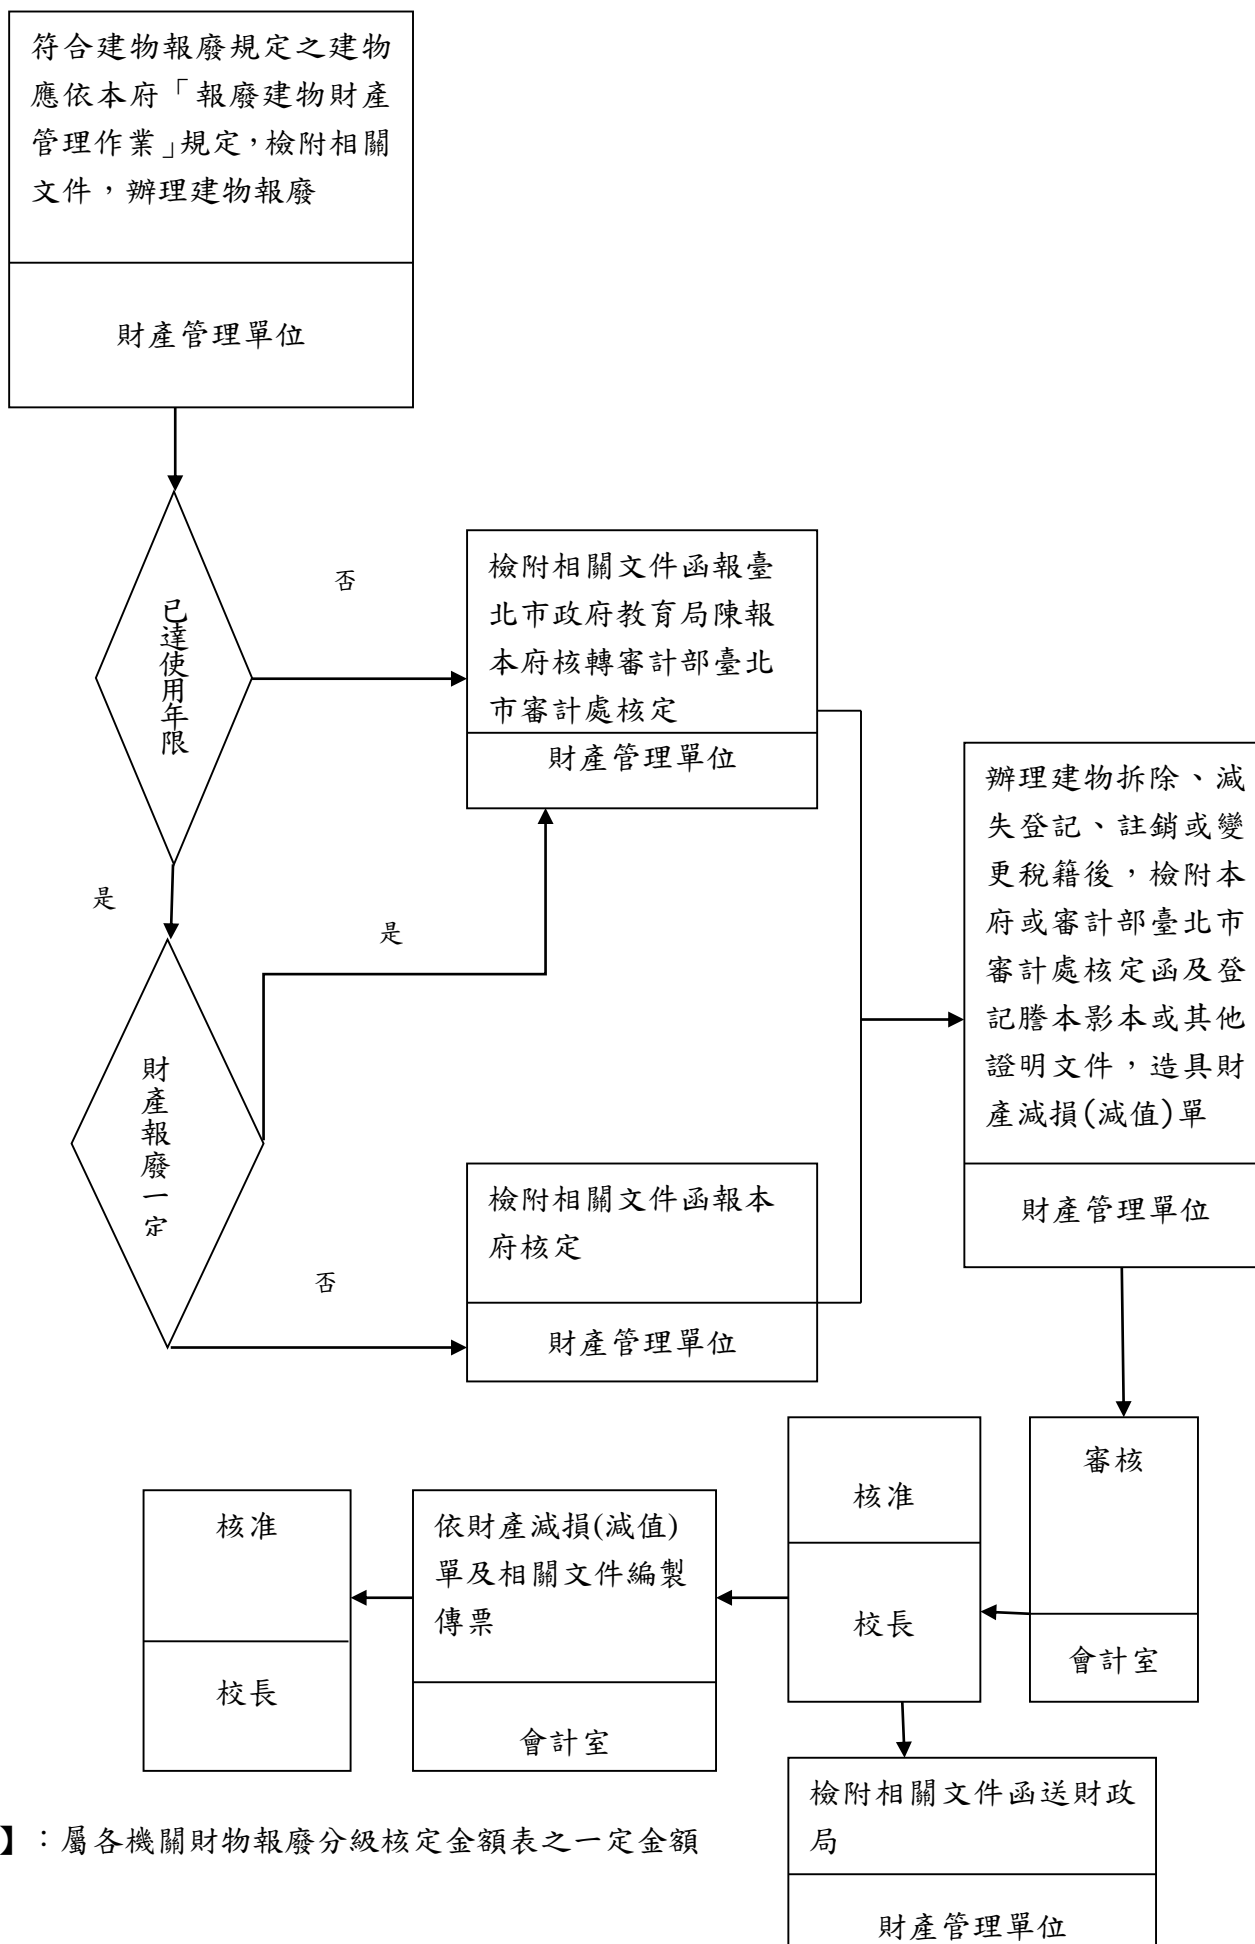 符合建物報廢規定之建物
應依本府「報廢建物財產
管理作業」規定，檢附相關
文件，辦理建物報廢
財產管理單位
已達使用年限
否
是
檢附相關文件函報臺
北市政府教育局陳報
本府核轉審計部臺北
市審計處核定
財產管理單位
財產報廢一定
是
否
檢附相關文件函報本
府核定
財產管理單位
辦理建物拆除、減
失登記、註銷或變
更稅籍後，檢附本
府或審計部臺北市
審計處核定函及登
記謄本影本或其他
證明文件，造具財
產減損(減值)單
財產管理單位
審核
會計室
核准
校長
依財產減損(減值)
單及相關文件編製
傳票
會計室
核准
校長
檢附相關文件函送財政
局
財產管理單位
】：屬各機關財物報廢分級核定金額表之一定金額